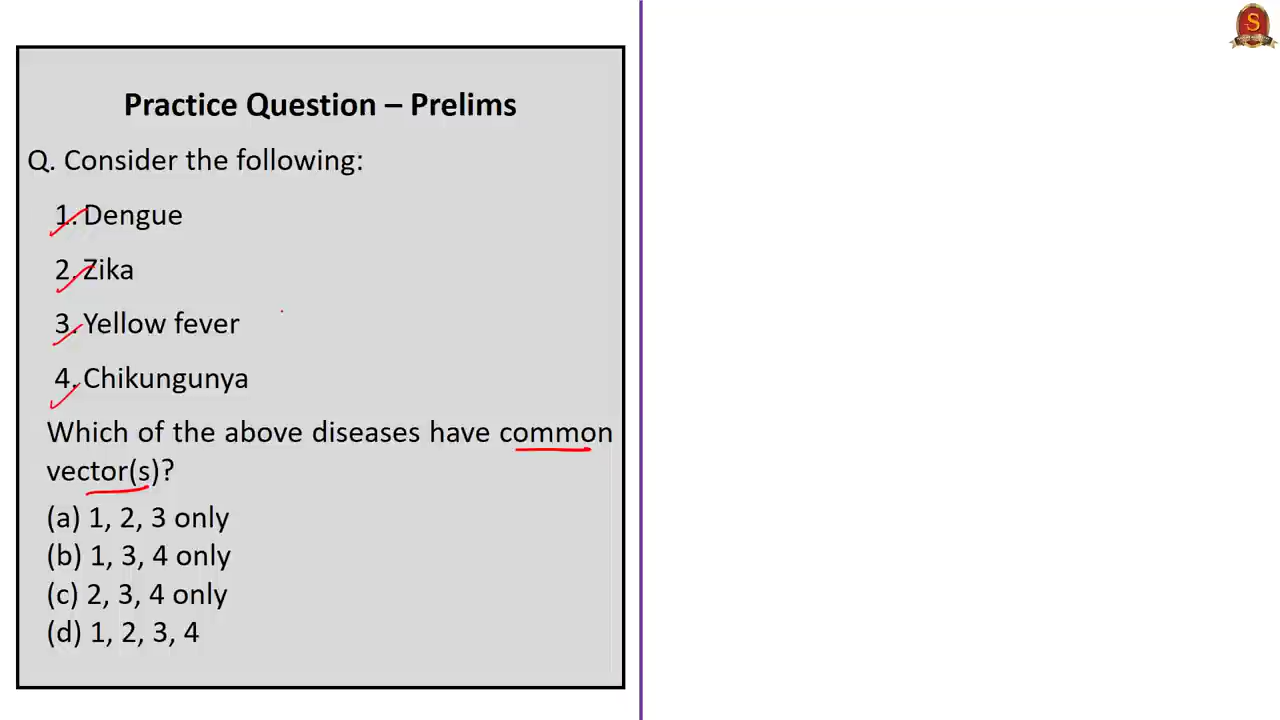 Practice Question – Prelims
Q. Consider the following:
1. Dengue
2. Zika
3. Yellow fever
4. Chikungunya
Which of the above diseases have common
vector(s)?
(a) 1, 2, 3 only
(b) 1, 3, 4 only
(c) 2, 3, 4 only
(d) 1, 2, 3, 4
S